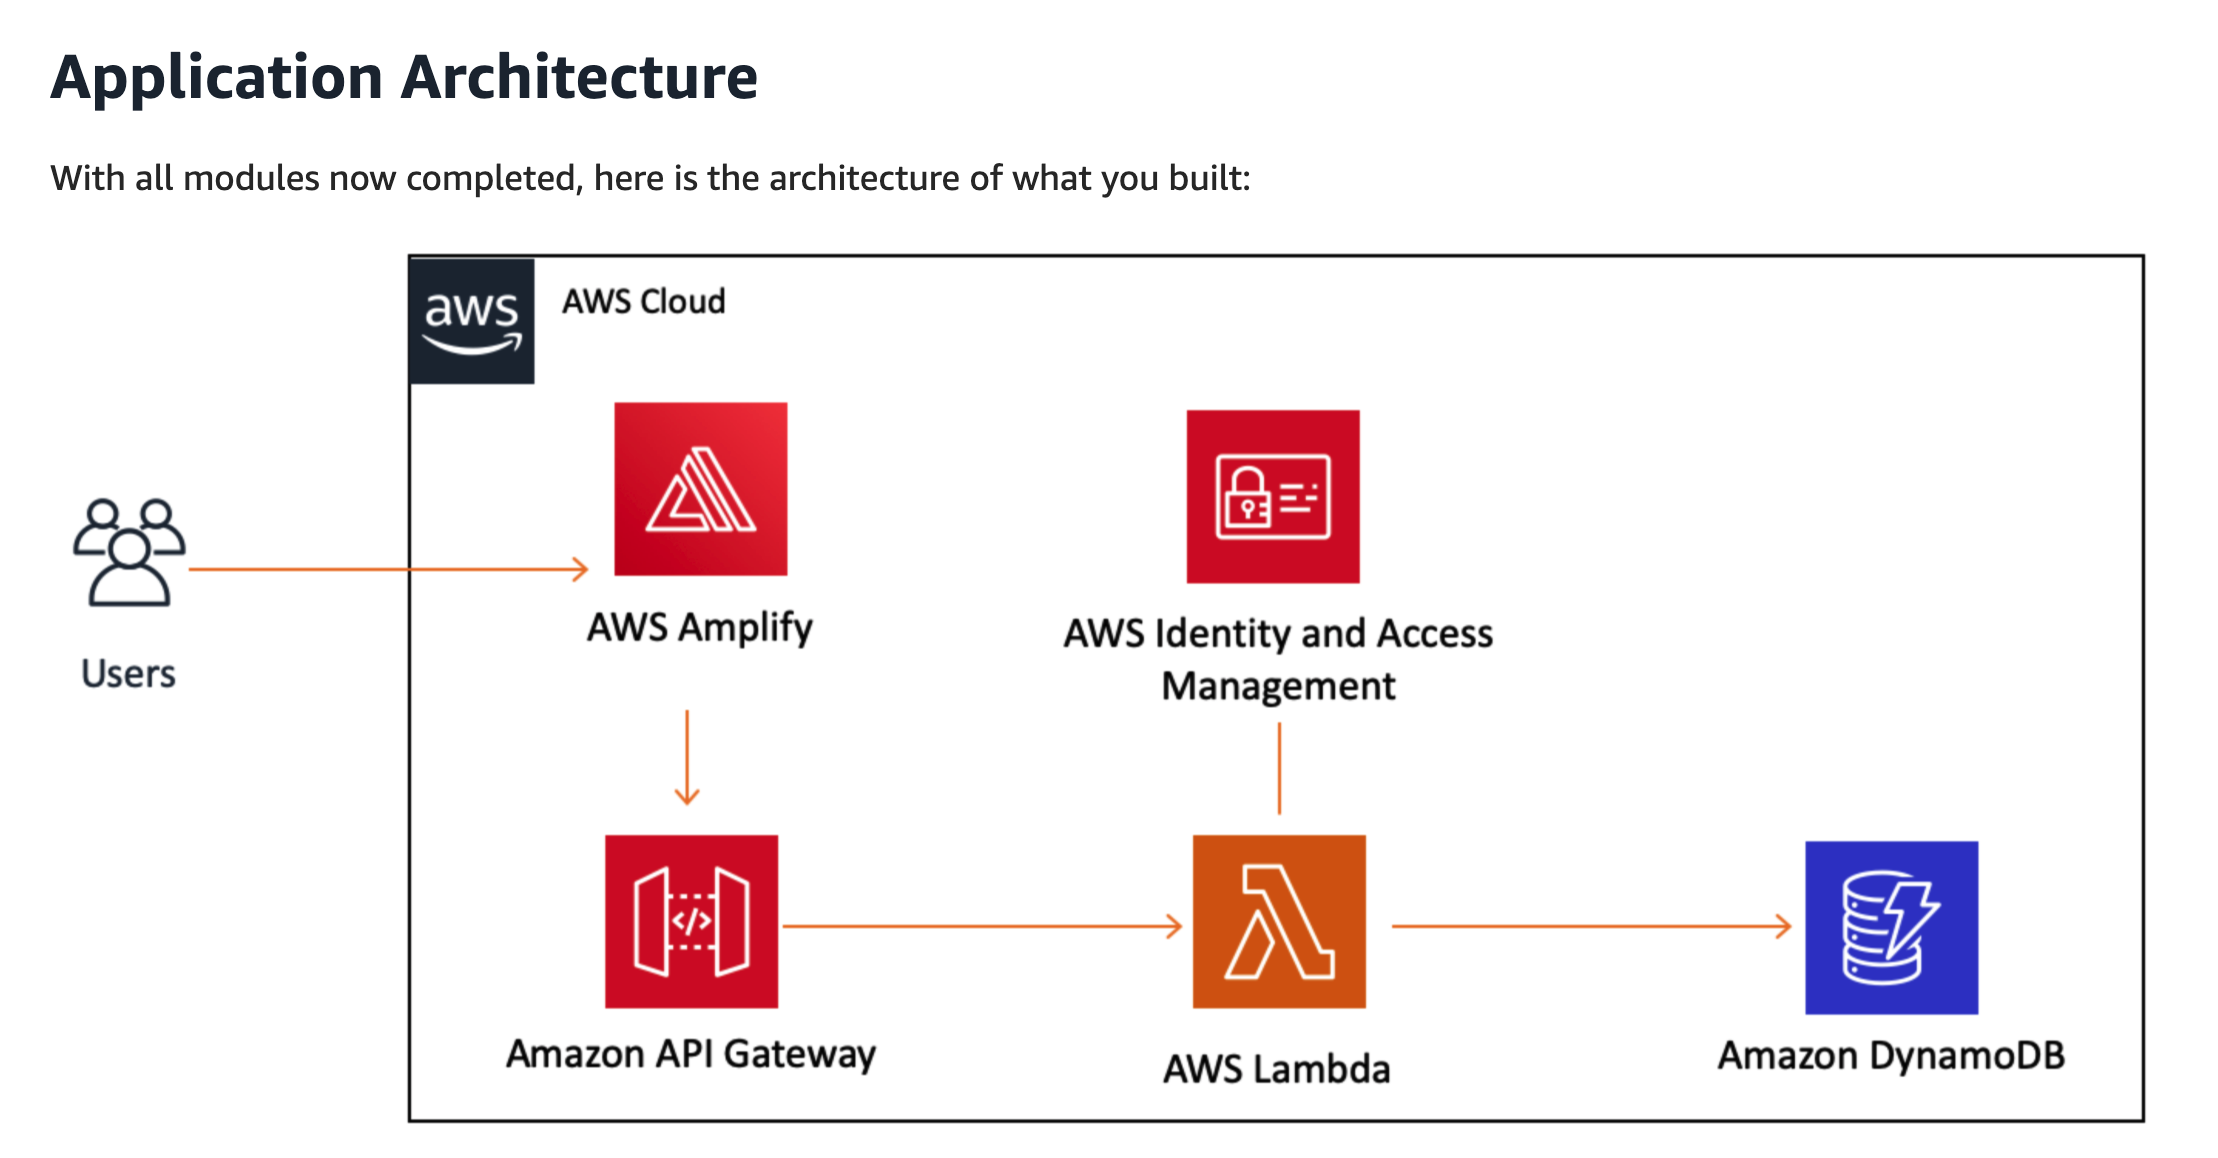 Application Architecture
With all modules now completed, here is the architecture of what you built:
aws
AWS Cloud
Users
AWS Amplify
AWS Identity and Access
Management
</>
Amazon API Gateway
AWS Lambda
Amazon DynamoDB